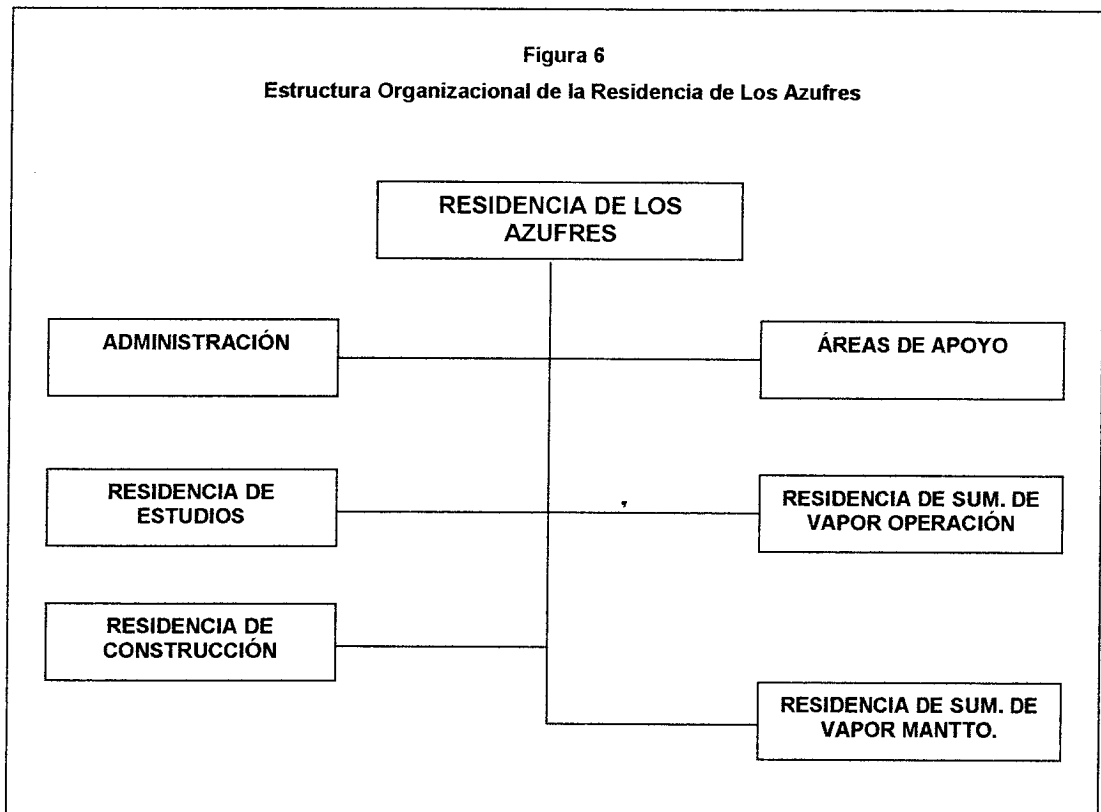 Figura 6
Estructura Organizacional de la Residencia de Los Azufres
RESIDENCIA DE LOS
AZUFRES
ADMINISTRACIÓN
ÁREAS DE APOYO
RESIDENCIA DE
ESTUDIOS
RESIDENCIA DE SUM. DE
VAPOR OPERACIÓN
RESIDENCIA DE
CONSTRUCCIÓN
RESIDENCIA DE SUM. DE
VAPOR MANTTO.